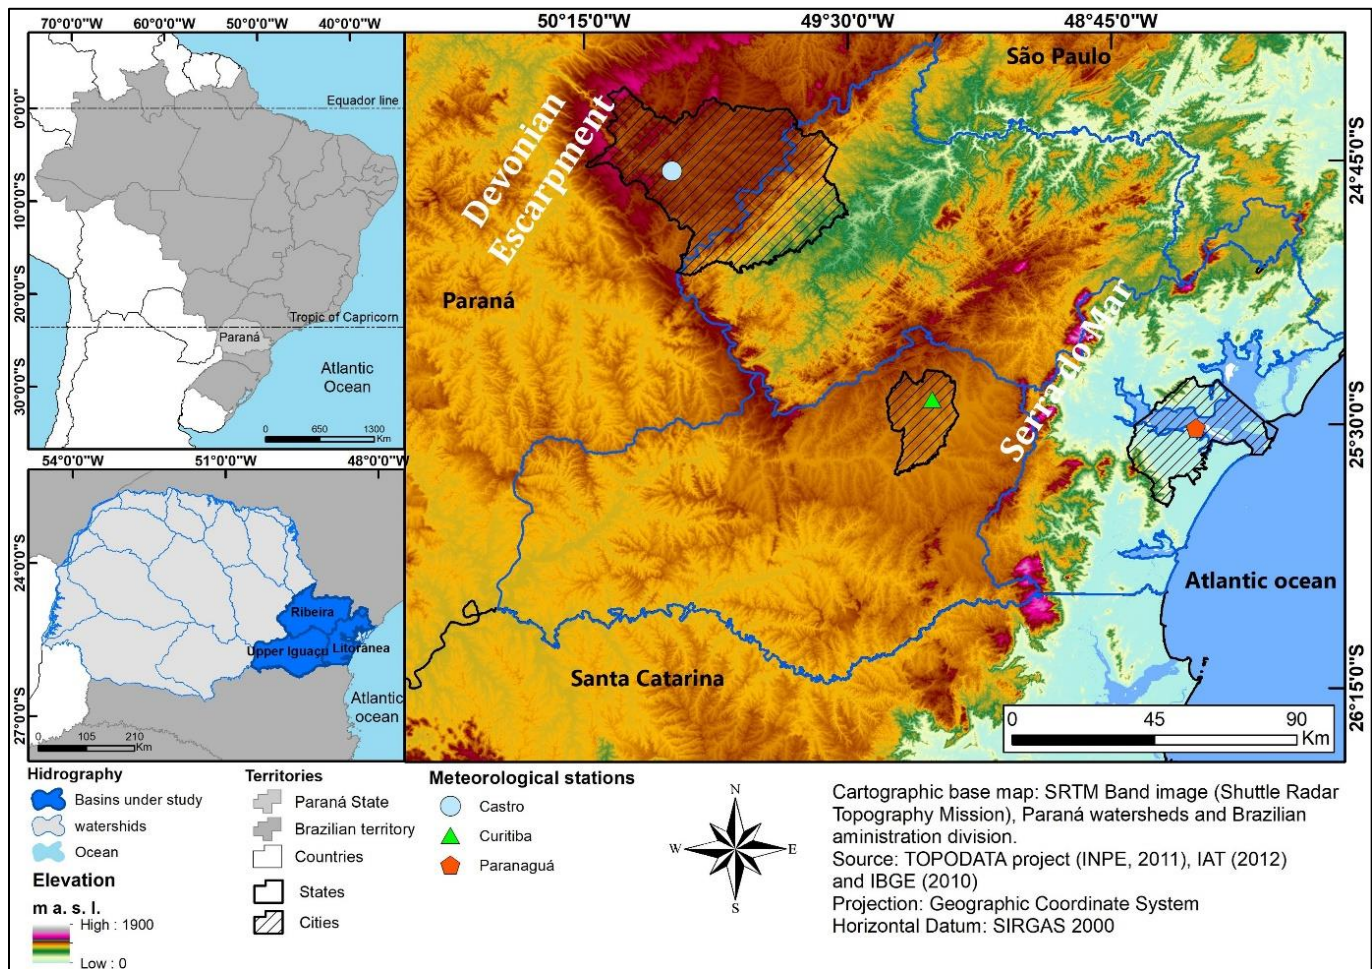 70°0'0"W 60°0'0"W 50°0'0"W 40°0'0"W
0°0'0"
10°0'0"S
20°0'0"S
30°0'0"S
Equador line
Tropic of Capricorn
Paraná
Atlantic
Ocean
0 650 1300
Km
54°0'0"W 51°0'0"W 48°0'0"W
24°0'0"S
27°0'0"S
Ribeira
Upper Iguaçu
Litorânea
Atlantic
ocean
0 105 210
Km
50°15'0"W 49°30'0"W 48°45'0"W
24°45'0"S
25°30'0"S
26°15'0"S
São Paulo
Devonian
Escarpment
Paraná
Serra do Mar
Atlantic ocean
Santa Catarina
0 45 90
Km
Hidrography
Basins under study
watershids
Ocean
Elevation
m a. s. l.
High : 1900
Low : 0
Territories
Paraná State
Brazilian territory
Countries
States
Cities
Meteorological stations
Castro
Curitiba
Paranaguá
N
W E
S
Cartographic base map: SRTM Band image (Shuttle Radar
Topography Mission), Paraná watersheds and Brazilian
aministration division.
Source: TOPODATA project (INPE, 2011), IAT (2012)
and IBGE (2010)
Projection: Geographic Coordinate System
Horizontal Datum: SIRGAS 2000